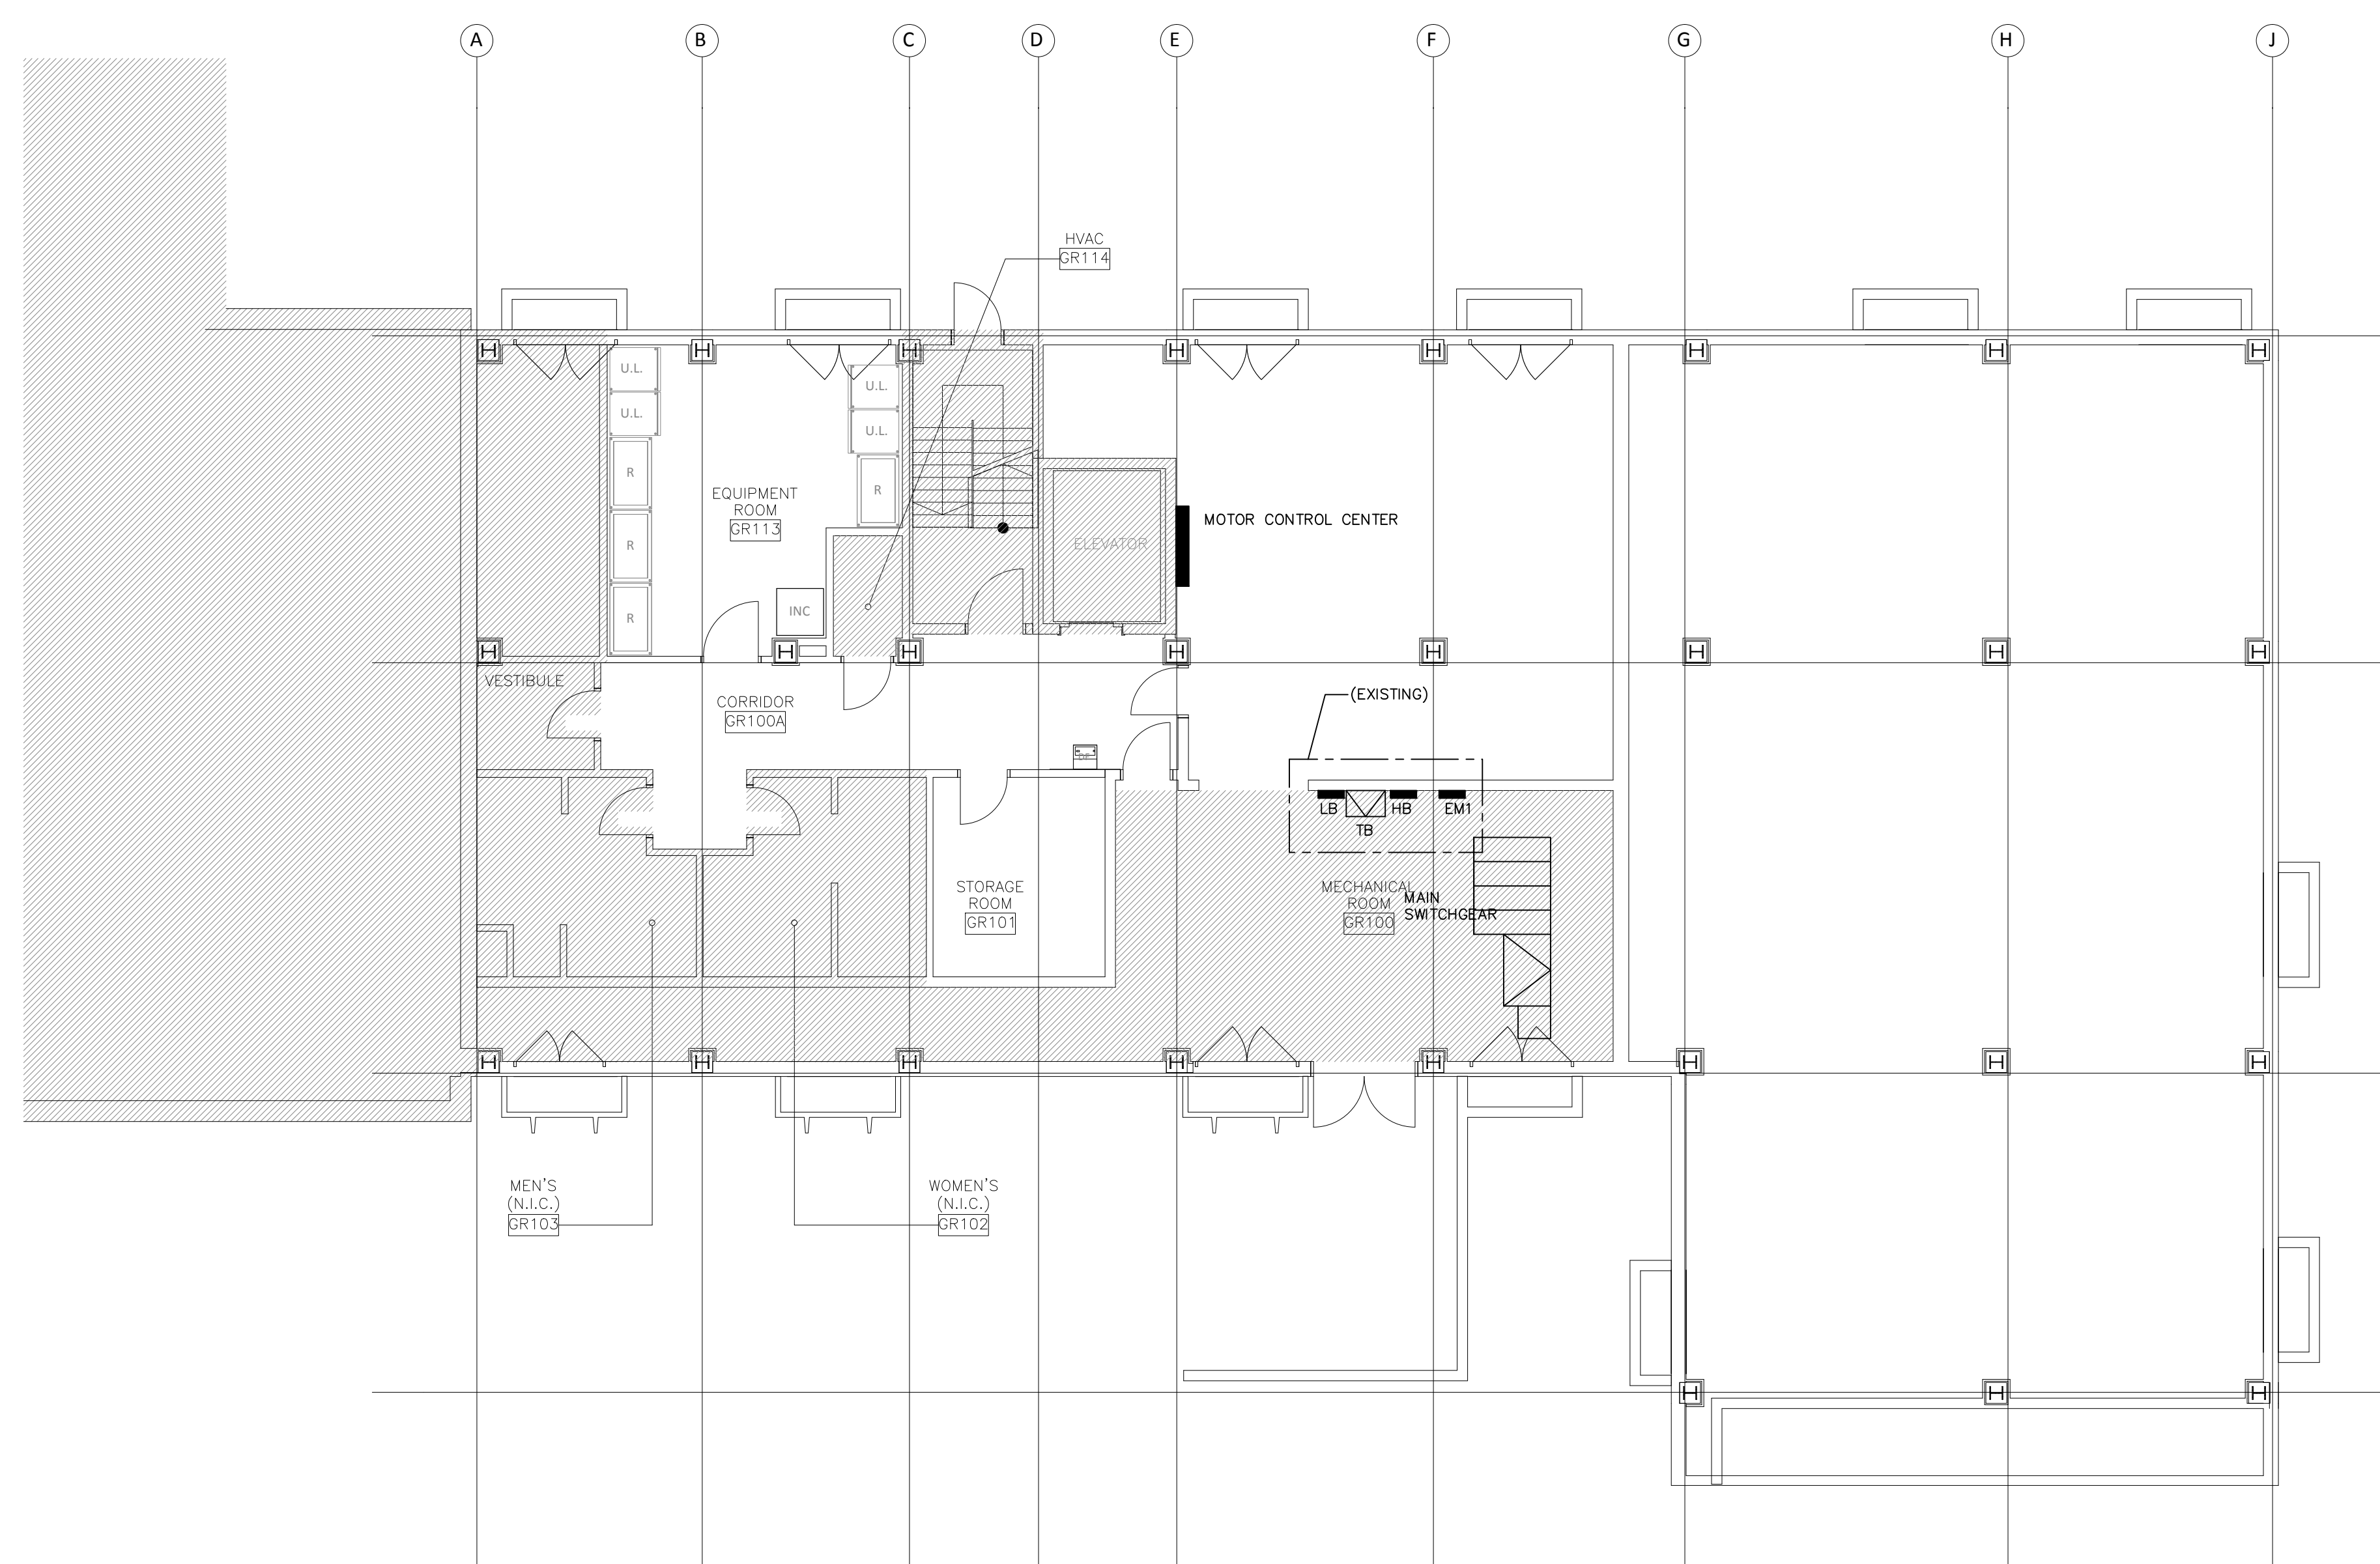 A
B
C
D
E
F
G
H
J
HVAC
GR114
U.L.
U.L.
U.L.
U.L.
R
R
R
R
EQUIPMENT
ROOM
GR113
INC
ELEVATOR
MOTOR CONTROL CENTER
VESTIBULE
CORRIDOR
GR100A
(EXISTING)
LB
TB
HB
EM1
STORAGE
ROOM
GR101
MECHANICAL
ROOM
GR100
MAIN
SWITCHGEAR
MEN'S
(N.I.C.)
GR103
WOMEN'S
(N.I.C.)
GR102